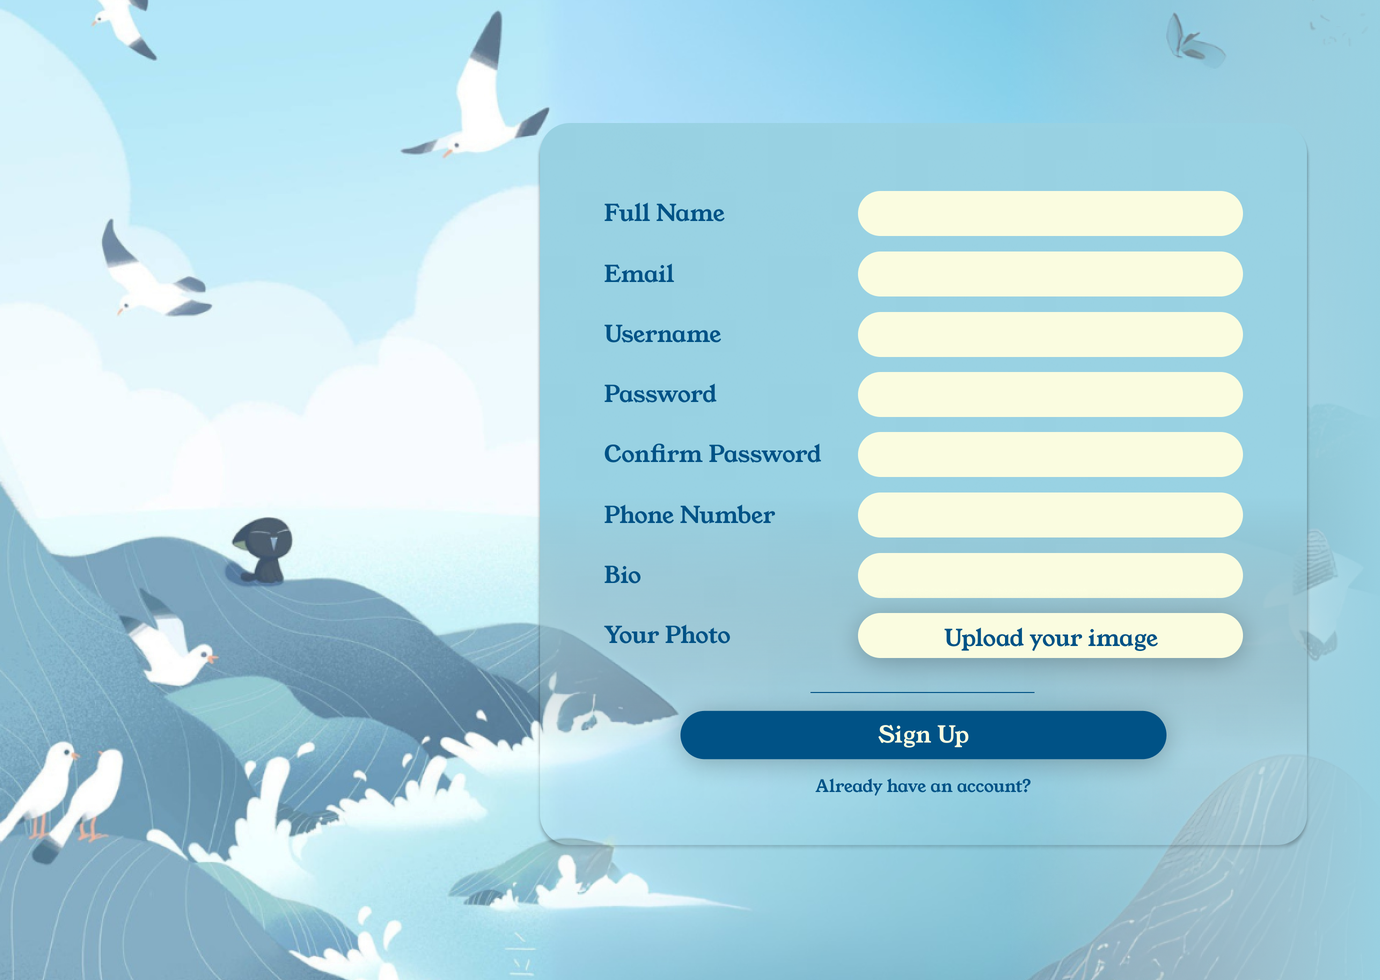 Full Name
Email
Username
Password
Confirm Password
Phone Number
Bio
Your Photo
Upload your image
Sign Up
Already have an account?